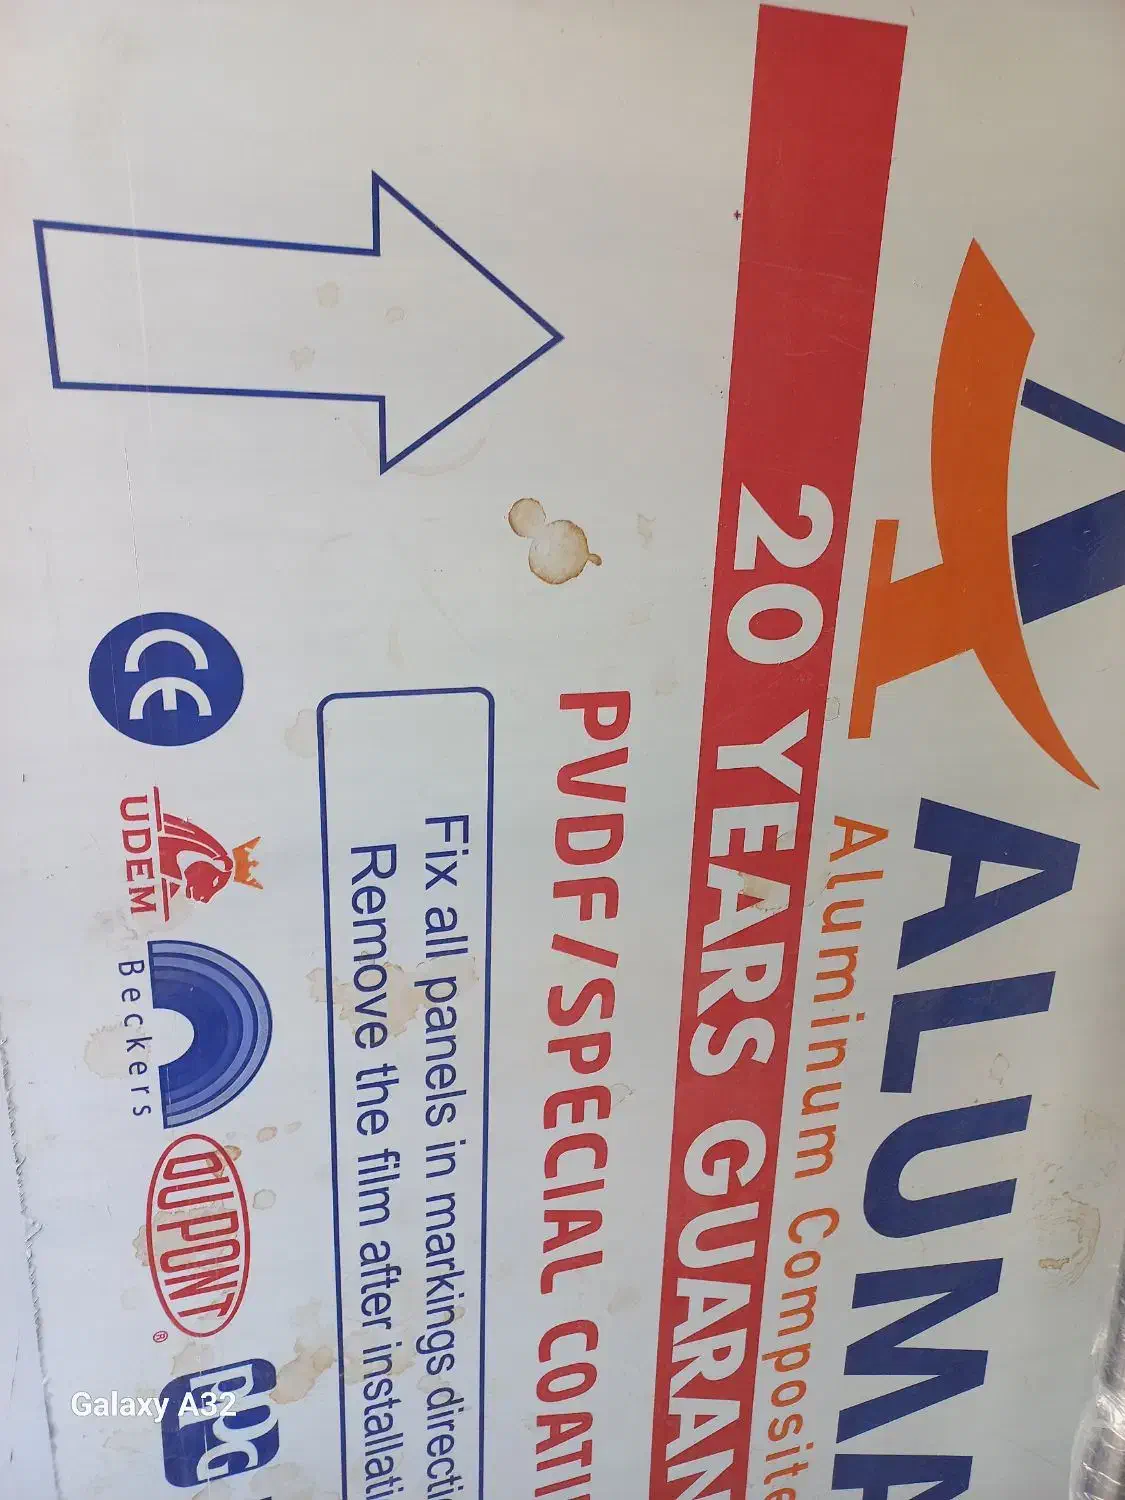 ALUMA
Aluminum Composite
20 YEARS GUARAN
PVDF/SPECIAL COATI
Fix all panels in markings directi
Remove the film after installati
CE
UDEM
Beckers
DUPONT®
PPG
Galaxy A32